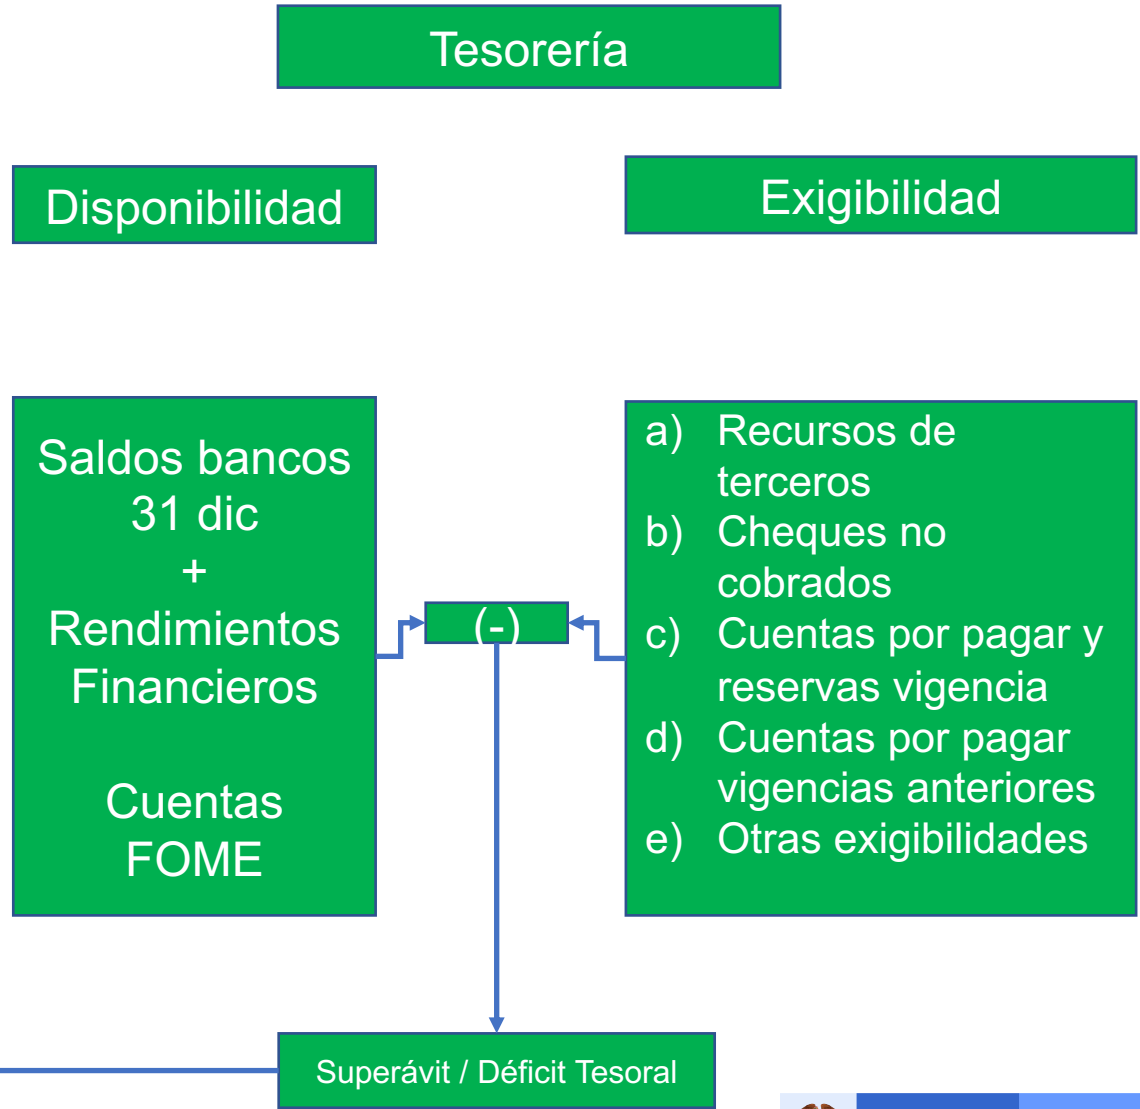 Tesorería
Disponibilidad
Exigibilidad
Saldos bancos
31 dic
+
Rendimientos
Financieros
Cuentas
FOME
(-)
a) Recursos de
terceros
b) Cheques no
cobrados
c) Cuentas por pagar y
reservas vigencia
d) Cuentas por pagar
vigencias anteriores
e) Otras exigibilidades
Superávit / Déficit Tesoral